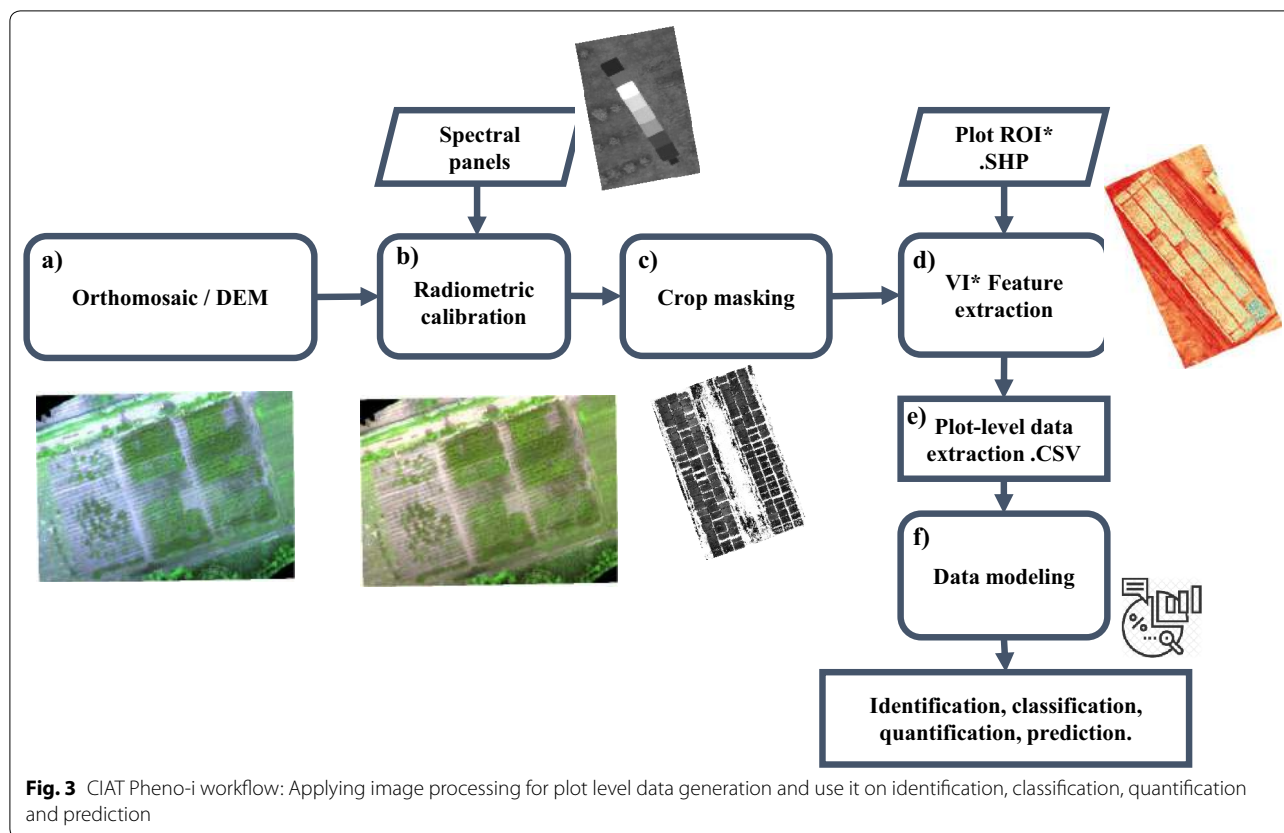 Spectral
panels
Plot ROI*
.SHP
a)
Orthomosaic / DEM
b)
Radiometric
calibration
c)
Crop masking
d)
VI* Feature
extraction
e)
Plot-level data
extraction .CSV
f)
Data modeling
%
Identification, classification,
quantification, prediction.
Fig. 3 CIAT Pheno-i workflow: Applying image processing for plot level data generation and use it on identification, classification, quantification
and prediction